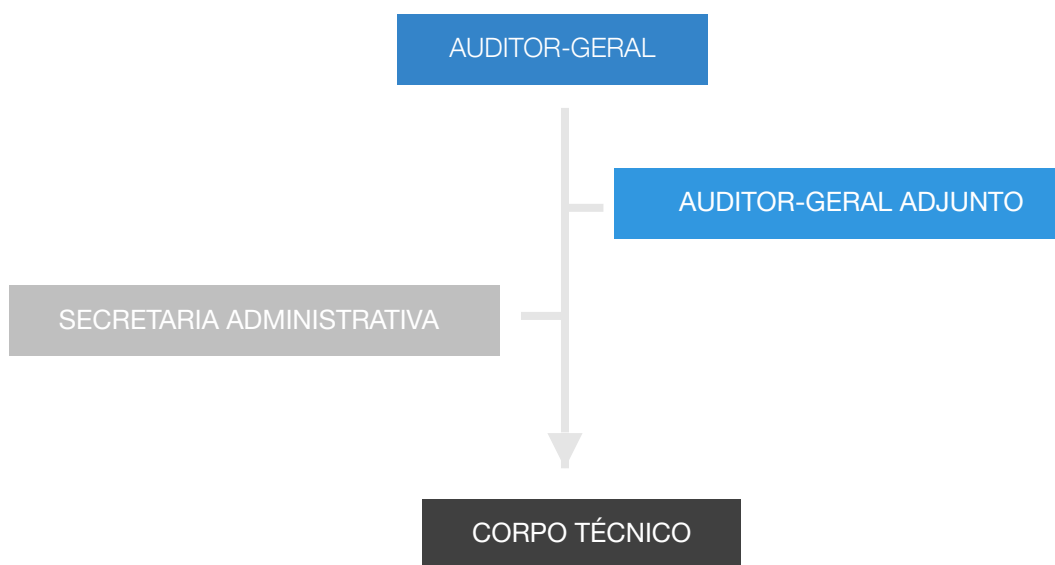 AUDITOR-GERAL
AUDITOR-GERAL ADJUNTO
SECRETARIA ADMINISTRATIVA
CORPO TÉCNICO